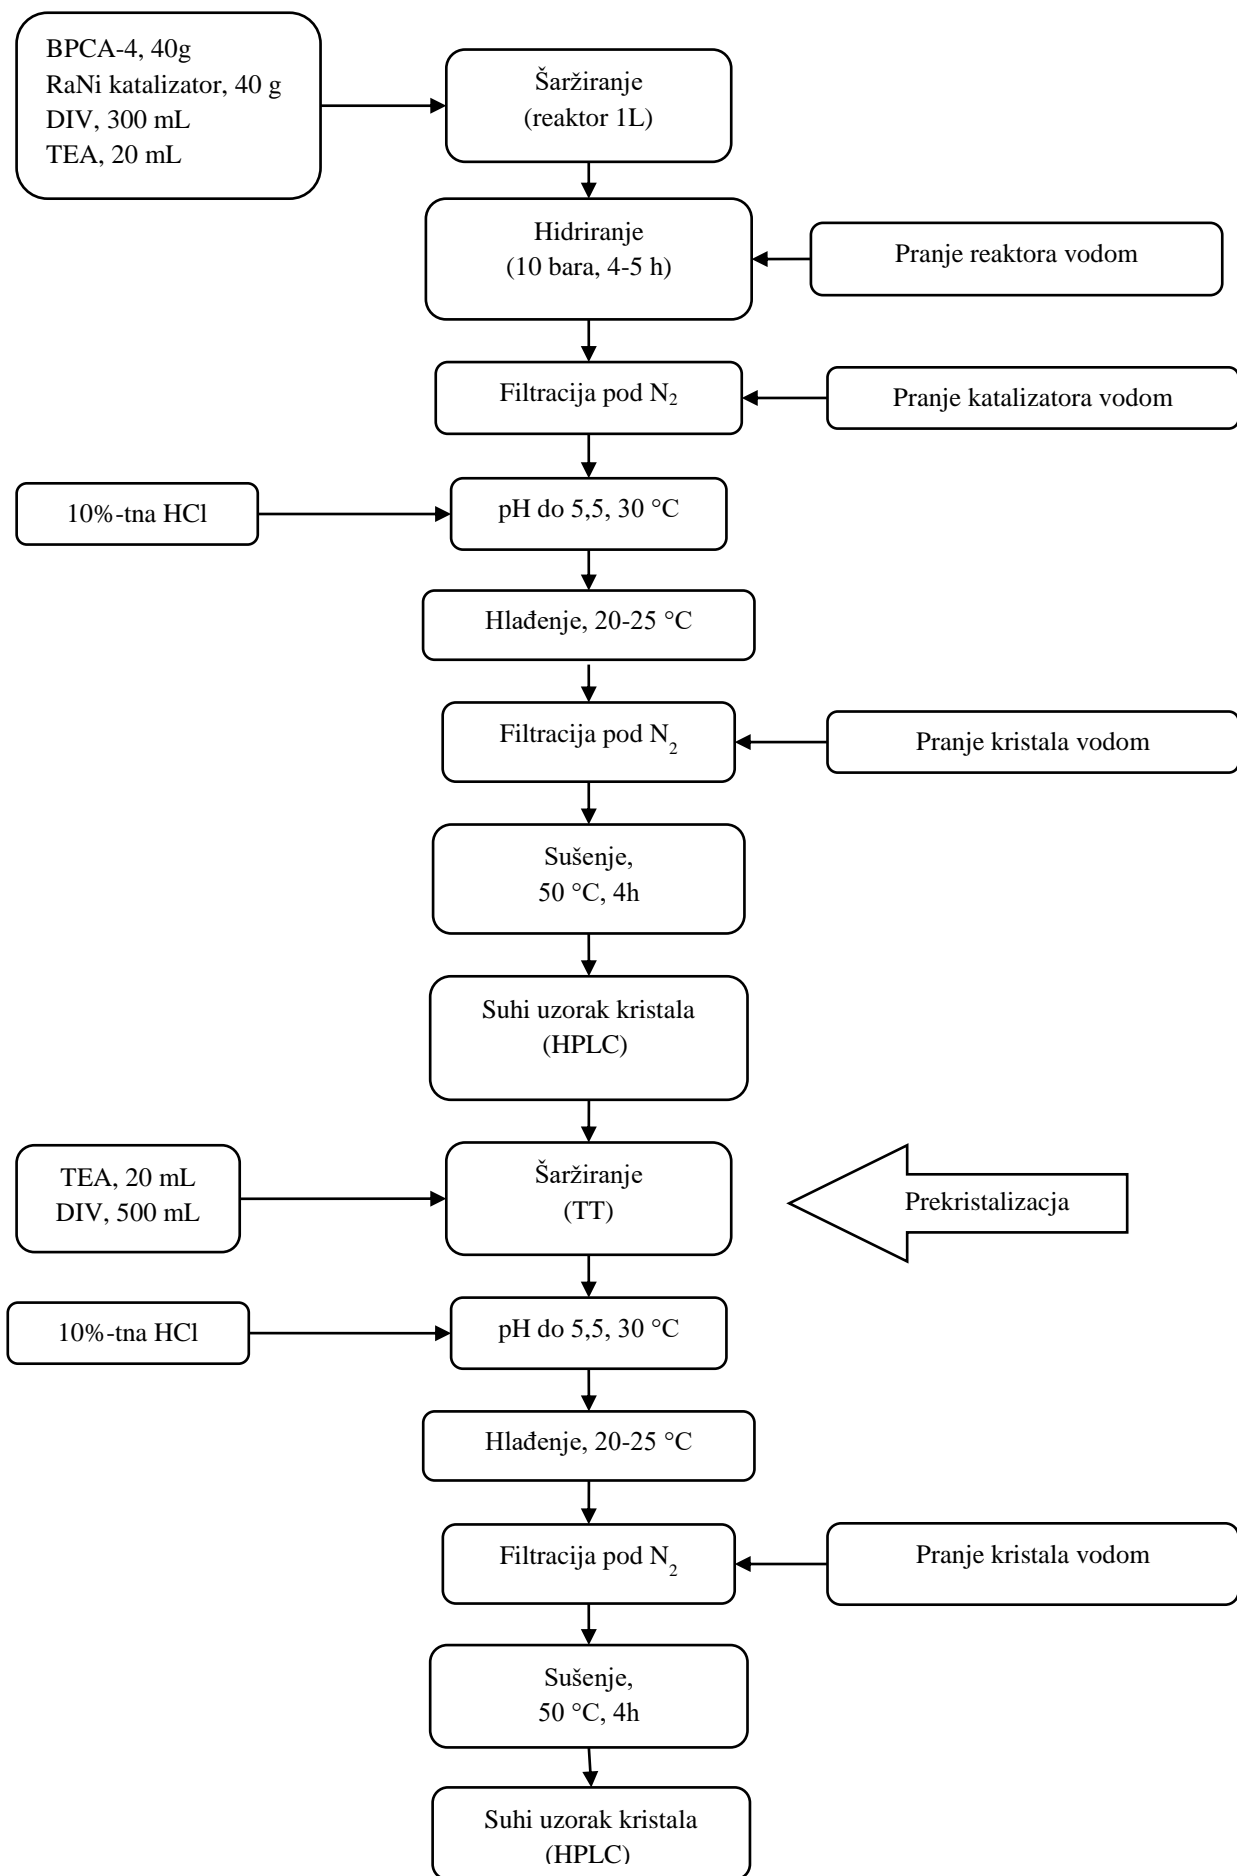 BPCA-4, 40g
RaNi katalizator, 40 g
DIV, 300 mL
TEA, 20 mL
Šaržiranje
(reaktor 1L)
Hidriranje
(10 bara, 4-5 h)
Pranje reaktora vodom
Filtracija pod N₂
Pranje katalizatora vodom
10%-tna HCl
pH do 5,5, 30 °C
Hlađenje, 20-25 °C
Filtracija pod N₂
Pranje kristala vodom
Sušenje,
50 °C, 4h
Suhi uzorak kristala
(HPLC)
TEA, 20 mL
DIV, 500 mL
Šaržiranje
(TT)
Prekristalizacja
10%-tna HCl
pH do 5,5, 30 °C
Hlađenje, 20-25 °C
Filtracija pod N₂
Pranje kristala vodom
Sušenje,
50 °C, 4h
Suhi uzorak kristala
(HPLC)